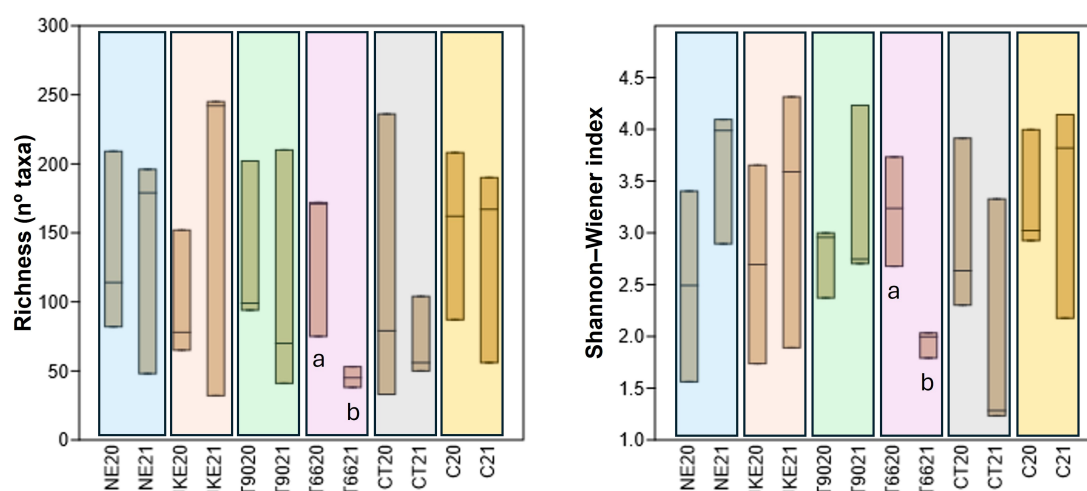 Richness (nº taxa)
300
250
200
150
100
50
0
a
b
NE20
NE21
KE20
KE21
T9020
T9021
T6620
T6621
CT20
CT21
C20
C21
Shannon–Wiener index
4.5
4.0
3.5
3.0
2.5
2.0
1.5
1.0
a
b
NE20
NE21
KE20
KE21
T9020
T9021
T6620
T6621
CT20
CT21
C20
C21